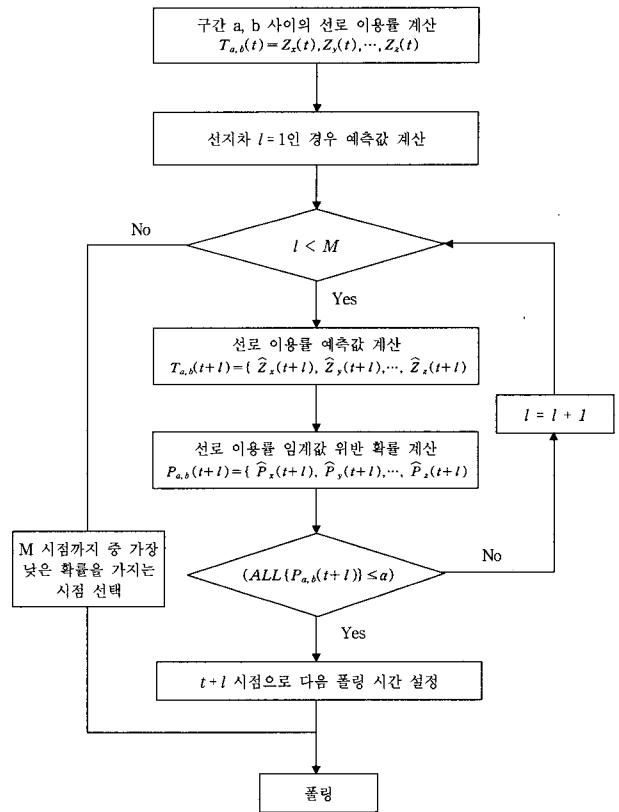 구간 a, b 사이의 선로 이용률 계산
T_{a,b}(t)=Z_x(t),Z_y(t),⋯,Z_z(t)
선지차 l=1인 경우 예측값 계산
No
l < M
Yes
선로 이용률 예측값 계산
T_{a,b}(t+l)={ Ẑ_x(t+l), Ẑ_y(t+l),⋯, Ẑ_z(t+l)
l = l + 1
선로 이용률 임계값 위반 확률 계산
P_{a,b}(t+l)={ P̂_x(t+l), P̂_y(t+l),⋯, P̂_z(t+l)
M 시점까지 중 가장
낮은 확률을 가지는
시점 선택
(ALL{P_{a,b}(t+l)}≤α)
No
Yes
t+l 시점으로 다음 폴링 시간 설정
폴링